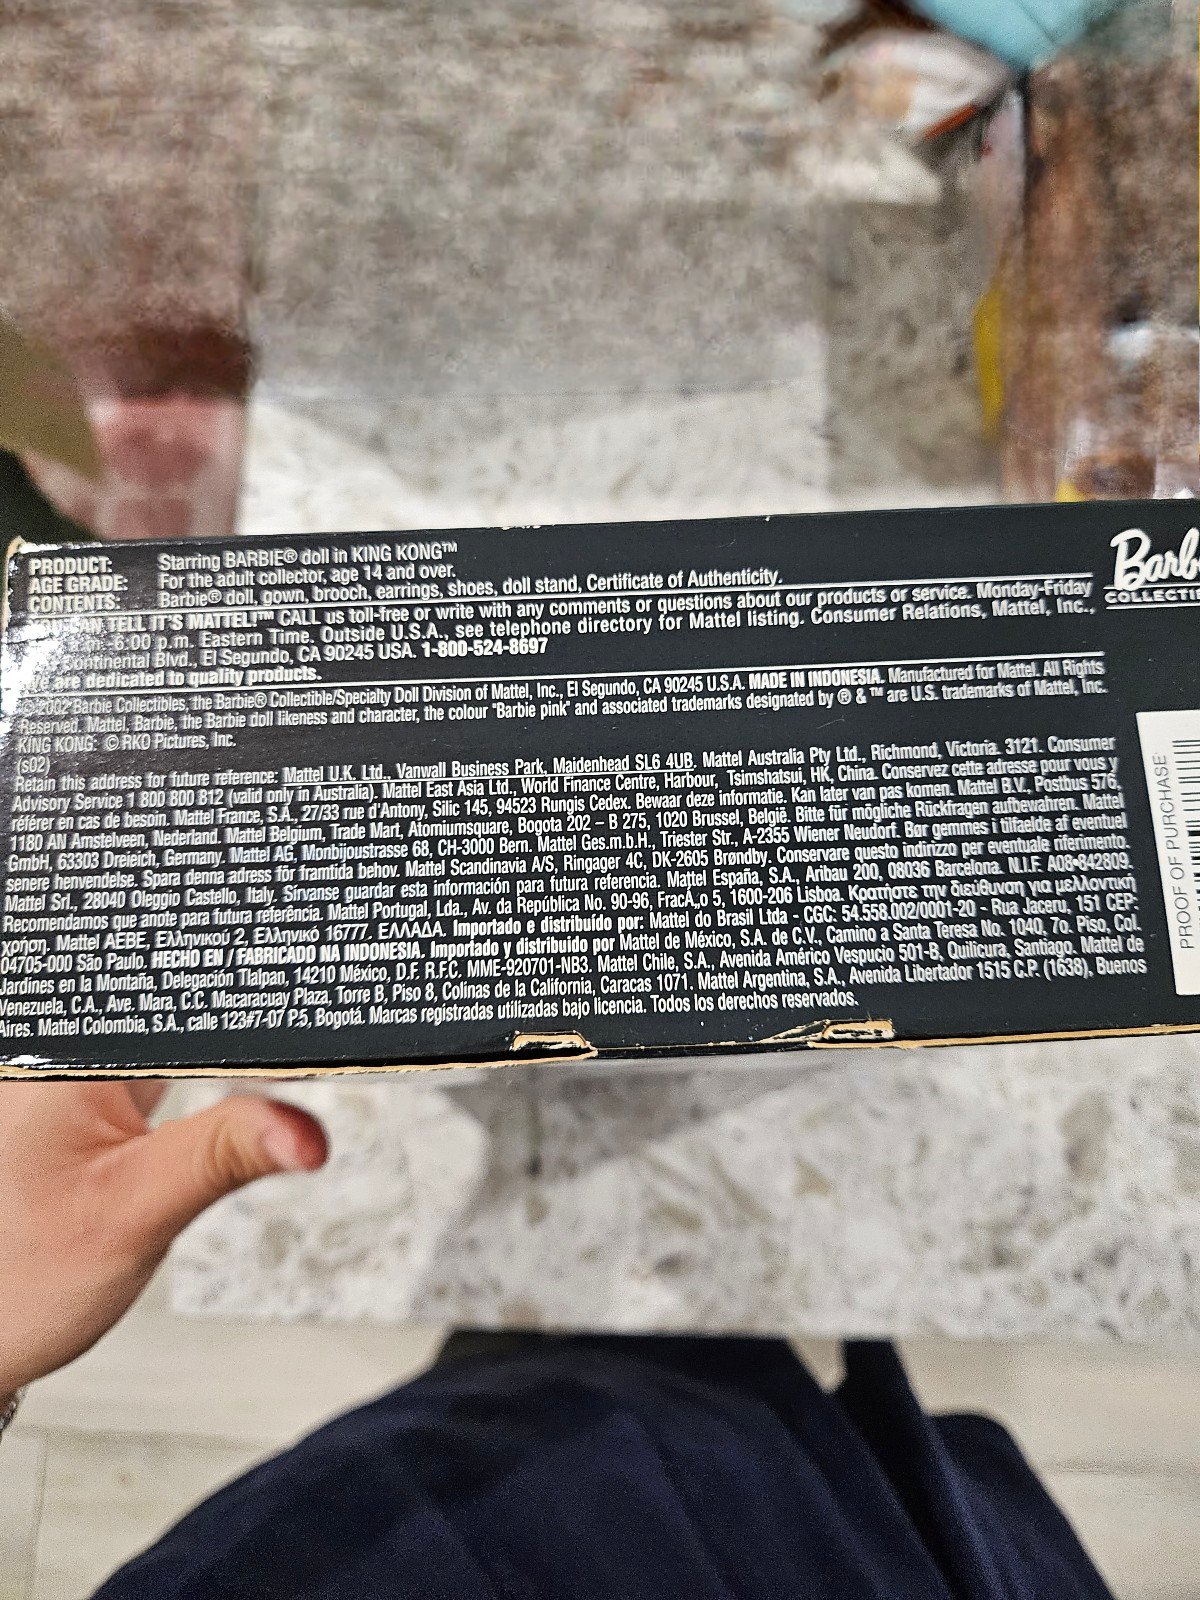 PRODUCT: Starring BARBIE® doll in KING KONG™
AGE GRADE: For the adult collector, age 14 and over.
CONTENTS: Barbie® doll, gown, brooch, earrings, shoes, doll stand, Certificate of Authenticity.
TELL IT'S MATTEL!™ CALL us toll-free or write with any comments or questions about our products or service. Monday-Friday
6:00 p.m. Eastern Time. Outside U.S.A., see telephone directory for Mattel listing. Consumer Relations, Mattel, Inc.,
Continental Blvd., El Segundo, CA 90245 USA. 1-800-524-8697
We are dedicated to quality products.
© 2002 Barbie Collectibles, the Barbie® Collectible/Specialty Doll Division of Mattel, Inc., El Segundo, CA 90245 U.S.A. MADE IN INDONESIA. Manufactured for Mattel. All Rights
Reserved. Mattel, Barbie, the Barbie doll likeness and character, the colour "Barbie pink" and associated trademarks designated by ® & ™ are U.S. trademarks of Mattel, Inc.
KING KONG: © RKO Pictures, Inc.
(s02)
Retain this address for future reference: Mattel U.K. Ltd., Vanwall Business Park, Maidenhead SL6 4UB. Mattel Australia Pty Ltd., Richmond, Victoria. 3121. Consumer
Advisory Service 1 800 800 812 (valid only in Australia). Mattel East Asia Ltd., World Finance Centre, Harbour, Tsimshatsui, HK, China. Conservez cette adresse pour vous y
référer en cas de besoin. Mattel France, S.A., 27/33 rue d'Antony, Silic 145, 94523 Rungis Cedex. Bewaar deze informatie. Kan later van pas komen. Mattel B.V., Postbus 576,
1180 AN Amstelveen, Nederland. Mattel Belgium, Trade Mart, Atomiumsquare, Bogota 202 – B 275, 1020 Brussel, België. Bitte für mögliche Rückfragen aufbewahren. Mattel
GmbH, 63303 Dreieich, Germany. Mattel AG, Monbijoustrasse 68, CH-3000 Bern. Mattel Ges.m.b.H., Triester Str., A-2355 Wiener Neudorf. Bør gemmes i tilfælde af eventuel
senere henvendelse. Spara denna adress för framtida behov. Mattel Scandinavia A/S, Ringager 4C, DK-2605 Brøndby. Conservare questo indirizzo per eventuale riferimento.
Mattel Srl., 28040 Oleggio Castello, Italy. Sírvanse guardar esta información para futura referencia. Mattel España, S.A., Aribau 200, 08036 Barcelona. N.I.F. A08•842809.
Recomendamos que anote para futura referência. Mattel Portugal, Lda., Av. da República No. 90-96, FracÅ„o 5, 1600-206 Lisboa. Κρατήστε την διεύθυνση για μελλοντική
χρήση. Mattel AEBE, Ελληνικού 2, Ελληνικό 16777. ΕΛΛΑΔΑ. Importado e distribuído por: Mattel do Brasil Ltda - CGC: 54.558.002/0001-20 - Rua Jaceru, 151 CEP:
04705-000 São Paulo. HECHO EN / FABRICADO NA INDONESIA. Importado y distribuido por Mattel de México, S.A. de C.V., Camino a Santa Teresa No. 1040, 7o. Piso, Col.
Jardines en la Montaña, Delegación Tlalpan, 14210 México, D.F. R.F.C. MME-920701-NB3. Mattel Chile, S.A., Avenida Américo Vespucio 501-B, Quilicura, Santiago. Mattel de
Venezuela, C.A., Ave. Mara, C.C. Macaracuay Plaza, Torre B, Piso 8, Colinas de la California, Caracas 1071. Mattel Argentina, S.A., Avenida Libertador 1515 C.P. (1638), Buenos
Aires. Mattel Colombia, S.A., calle 123#7-07 P.5, Bogotá. Marcas registradas utilizadas bajo licencia. Todos los derechos reservados.
Barb
COLLECTI
PROOF OF PURCHASE